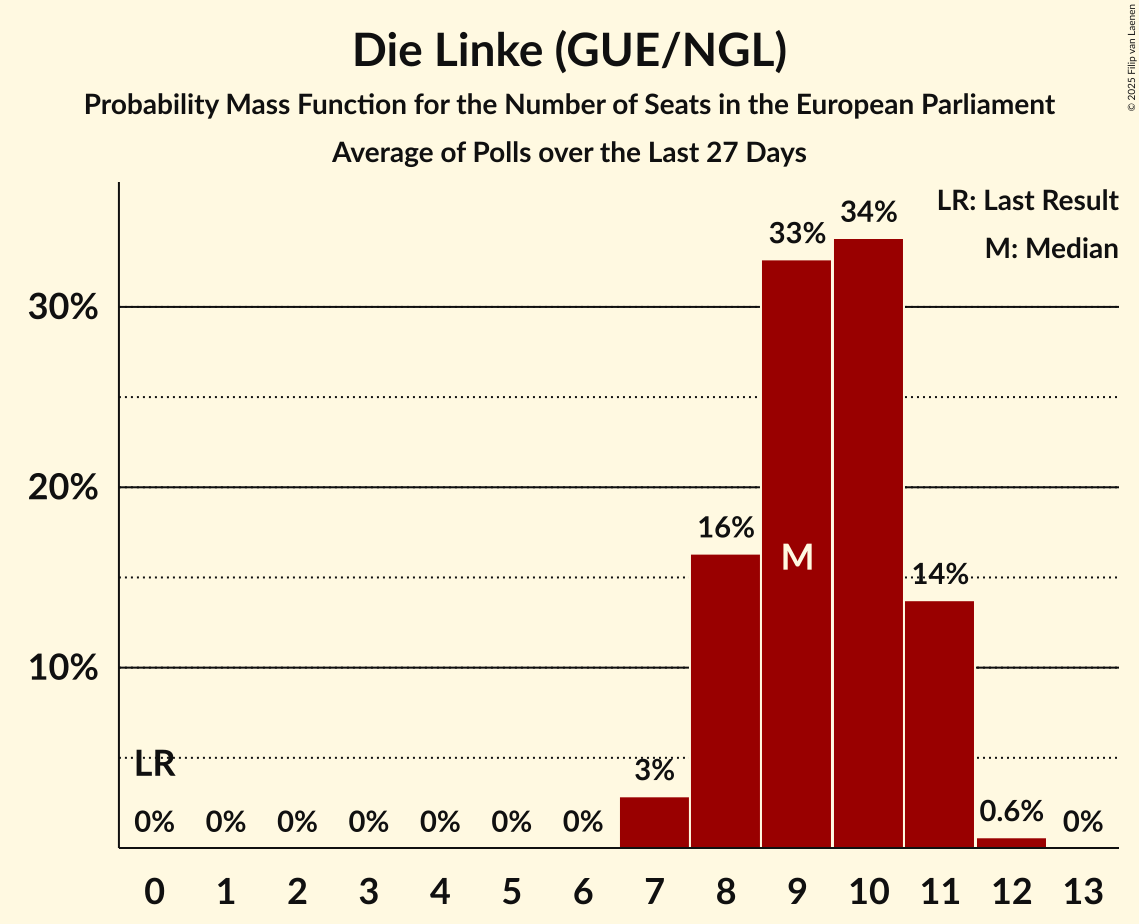 Die Linke (GUE/NGL)
Probability Mass Function for the Number of Seats in the European Parliament
Average of Polls over the Last 27 Days
© 2025 Filip van Laenen
LR: Last Result
M: Median
30%
20%
10%
LR
0%
0%
0%
0%
0%
0%
0%
3%
16%
33%
M
34%
14%
0.6%
0%
0 1 2 3 4 5 6 7 8 9 10 11 12 13